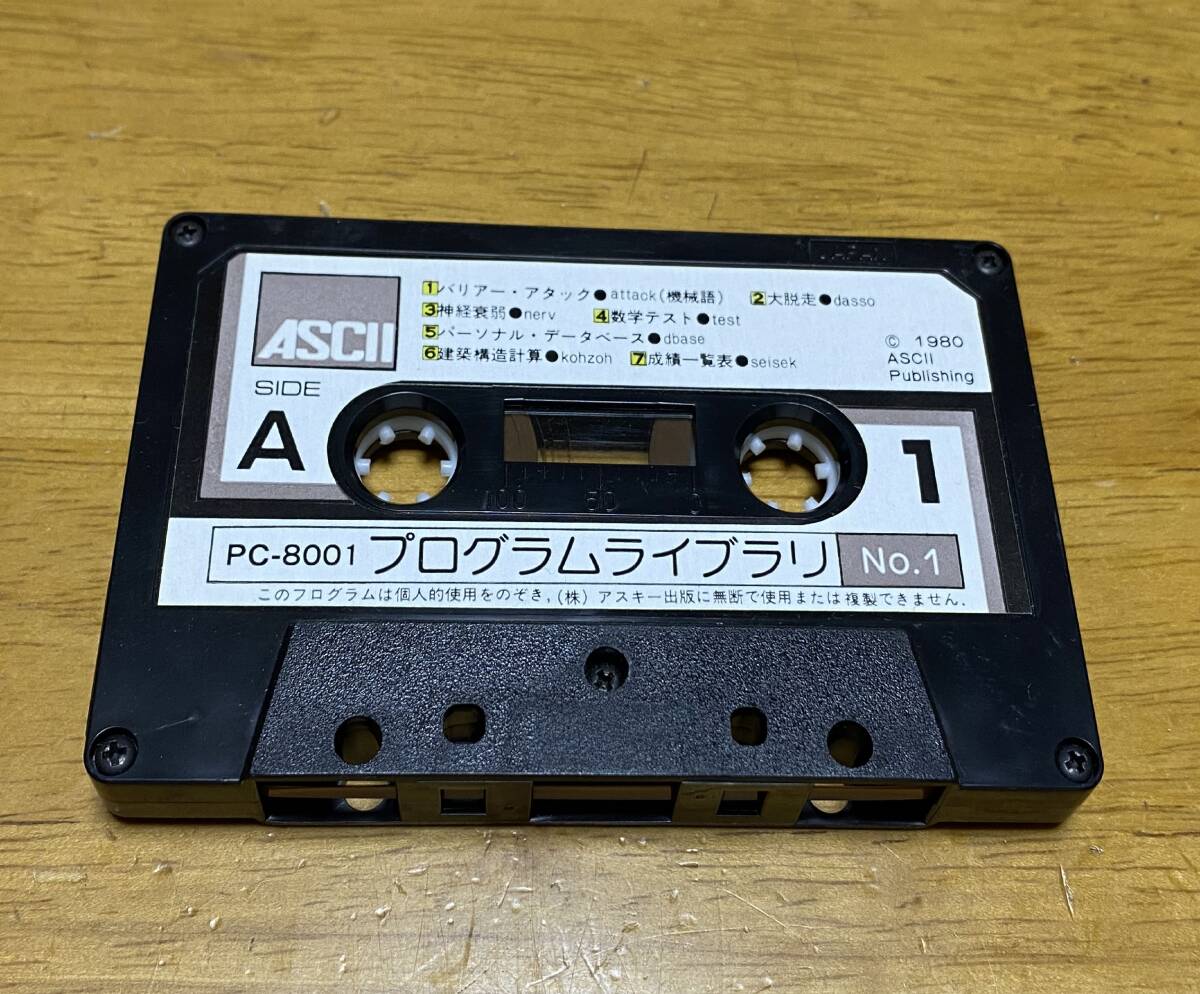 JAPAN
ASCII
1 バリアー・アタック●attack(機械語) 2 大脱走●dasso
3 神経衰弱●nerv 4 数学テスト●test
5 パーソナル・データベース●dbase
6 建築構造計算●kohzoh 7 成績一覧表●seisek
© 1980
ASCII
Publishing
SIDE
A
1
100 50 0
PC-8001 プログラムライブラリ No.1
このプログラムは個人的使用をのぞき,(株)アスキー出版に無断で使用または複製できません.